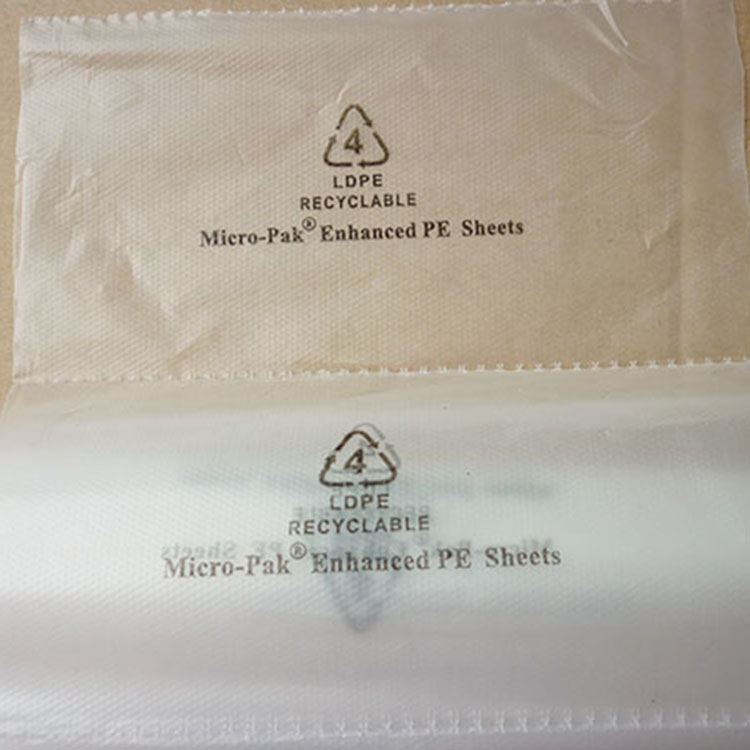 4
LDPE
RECYCLABLE
Micro-Pak® Enhanced PE Sheets
4
LDPE
RECYCLABLE
Micro-Pak® Enhanced PE Sheets